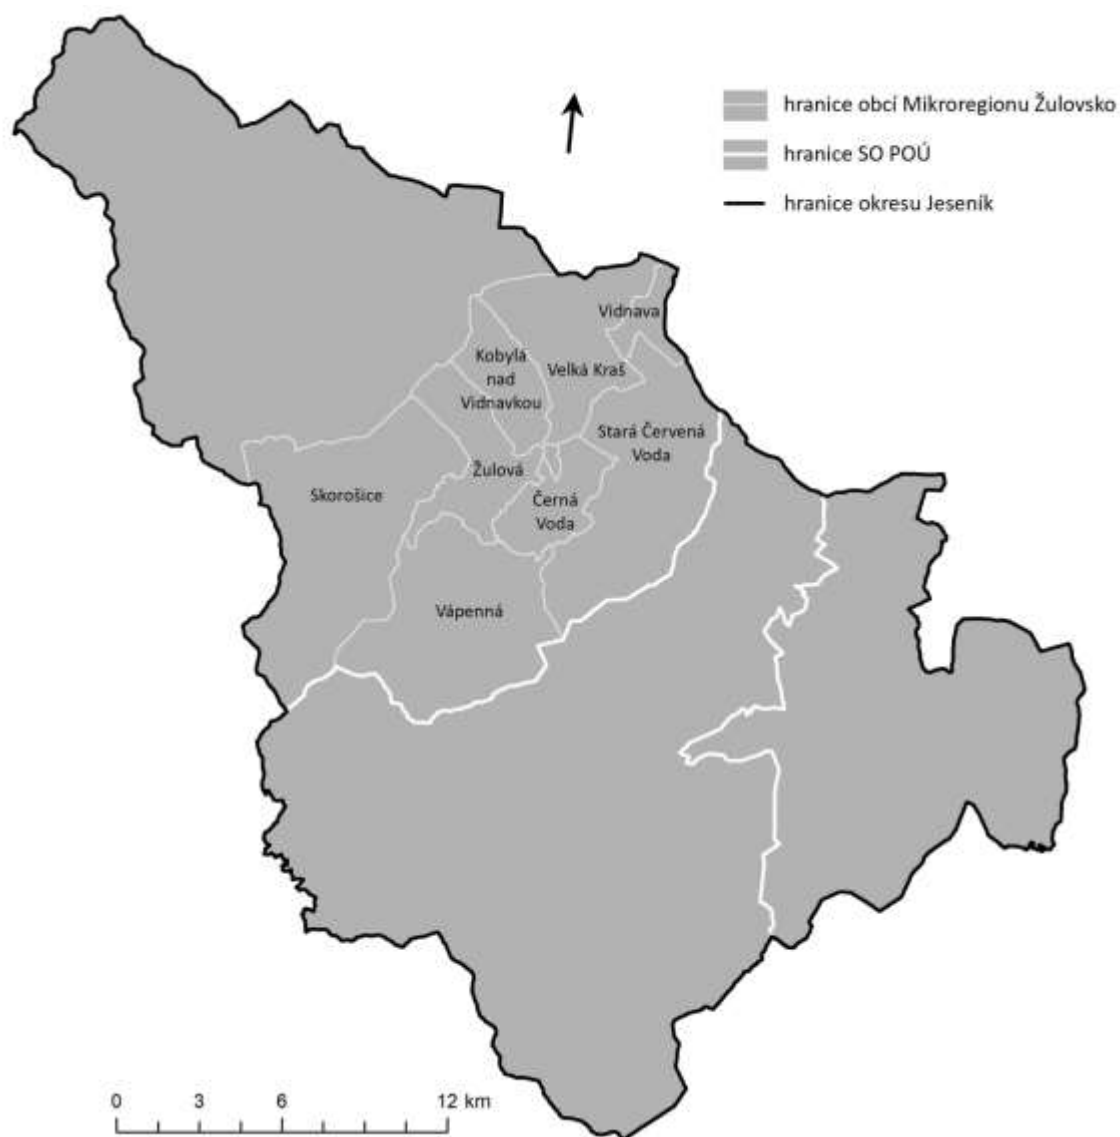 hranice obcí Mikroregionu Žulovsko
hranice SO POÚ
hranice okresu Jeseník
Vidnava
Kobylá
nad
Vidnavkou
Velká Kraš
Stará Červená
Voda
Žulová
Skorošice
Černá
Voda
Vápenná
0 3 6 12 km